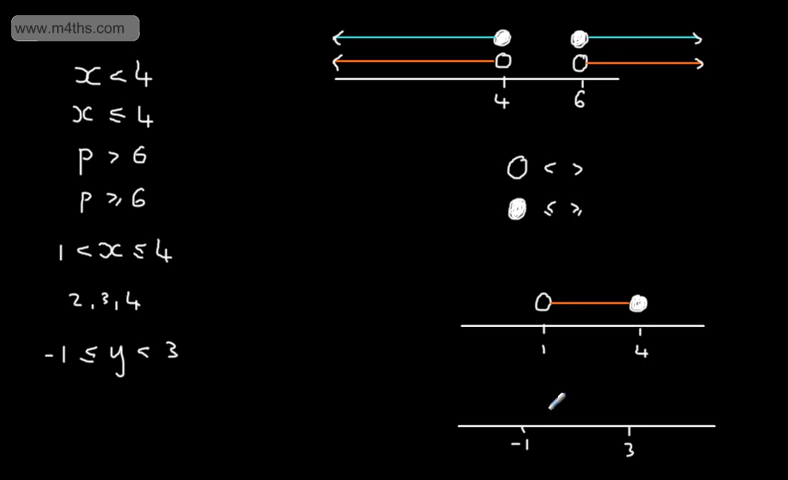 www.m4ths.com
x < 4
x ≤ 4
p > 6
p ≥ 6
1 < x ≤ 4
2, 3, 4
-1 ≤ y < 3
4 6
O < >
≤ ≥
1 4
-1 3